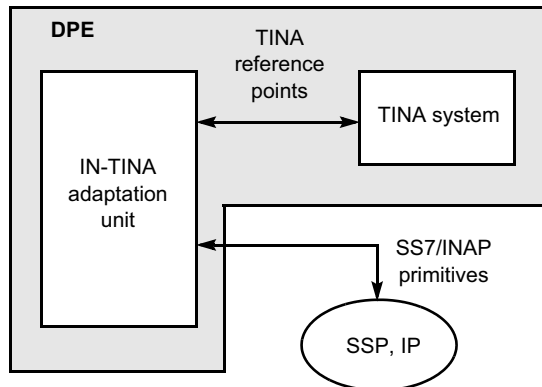 DPE
TINA
reference
points
TINA system
IN-TINA
adaptation
unit
SS7/INAP
primitives
SSP, IP